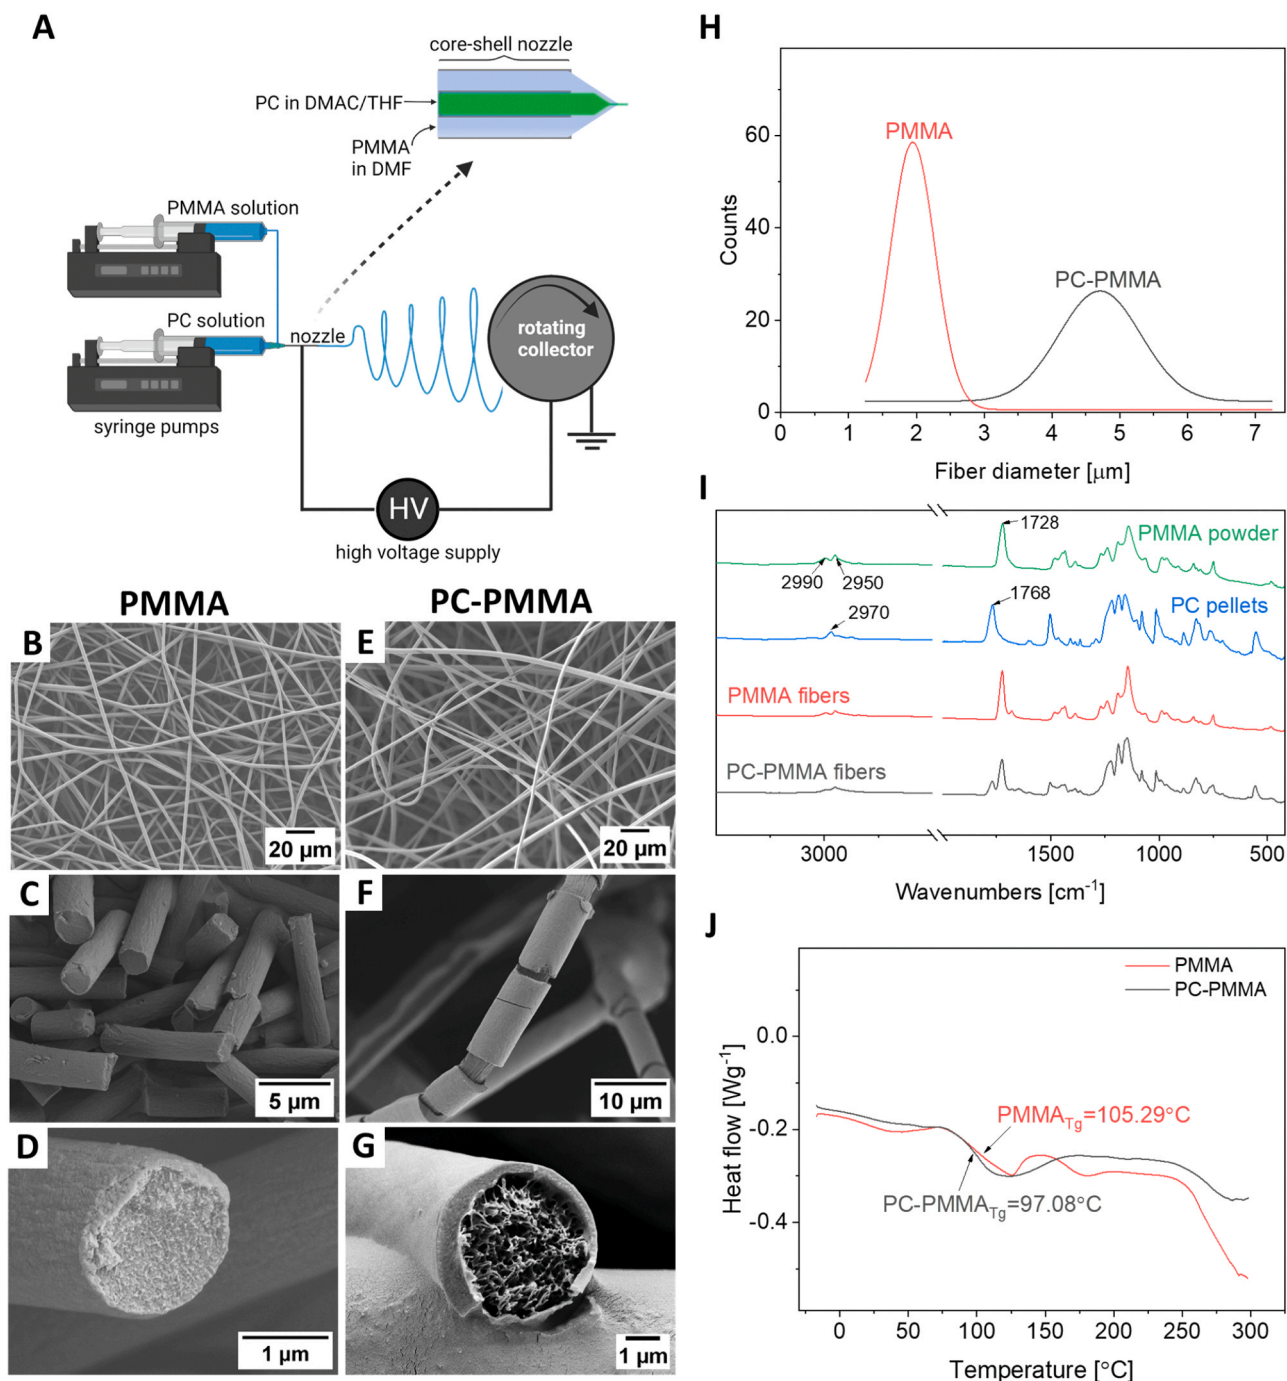 A
core-shell nozzle
PC in DMAC/THF
PMMA
in DMF
PMMA solution
PC solution
nozzle
syringe pumps
rotating
collector
HV
high voltage supply
PMMA
PC-PMMA
B
20 µm
E
20 µm
C
5 µm
F
10 µm
D
1 µm
G
1 µm
H
Counts
60
40
20
0
PMMA
PC-PMMA
0 1 2 3 4 5 6 7
Fiber diameter [µm]
I
1728
PMMA powder
2990 2950
1768
2970
PC pellets
PMMA fibers
PC-PMMA fibers
3000 1500 1000 500
Wavenumbers [cm⁻¹]
J
PMMA
PC-PMMA
Heat flow [Wg⁻¹]
0.0
-0.2
-0.4
PMMA_Tg=105.29°C
PC-PMMA_Tg=97.08°C
0 50 100 150 200 250 300
Temperature [°C]